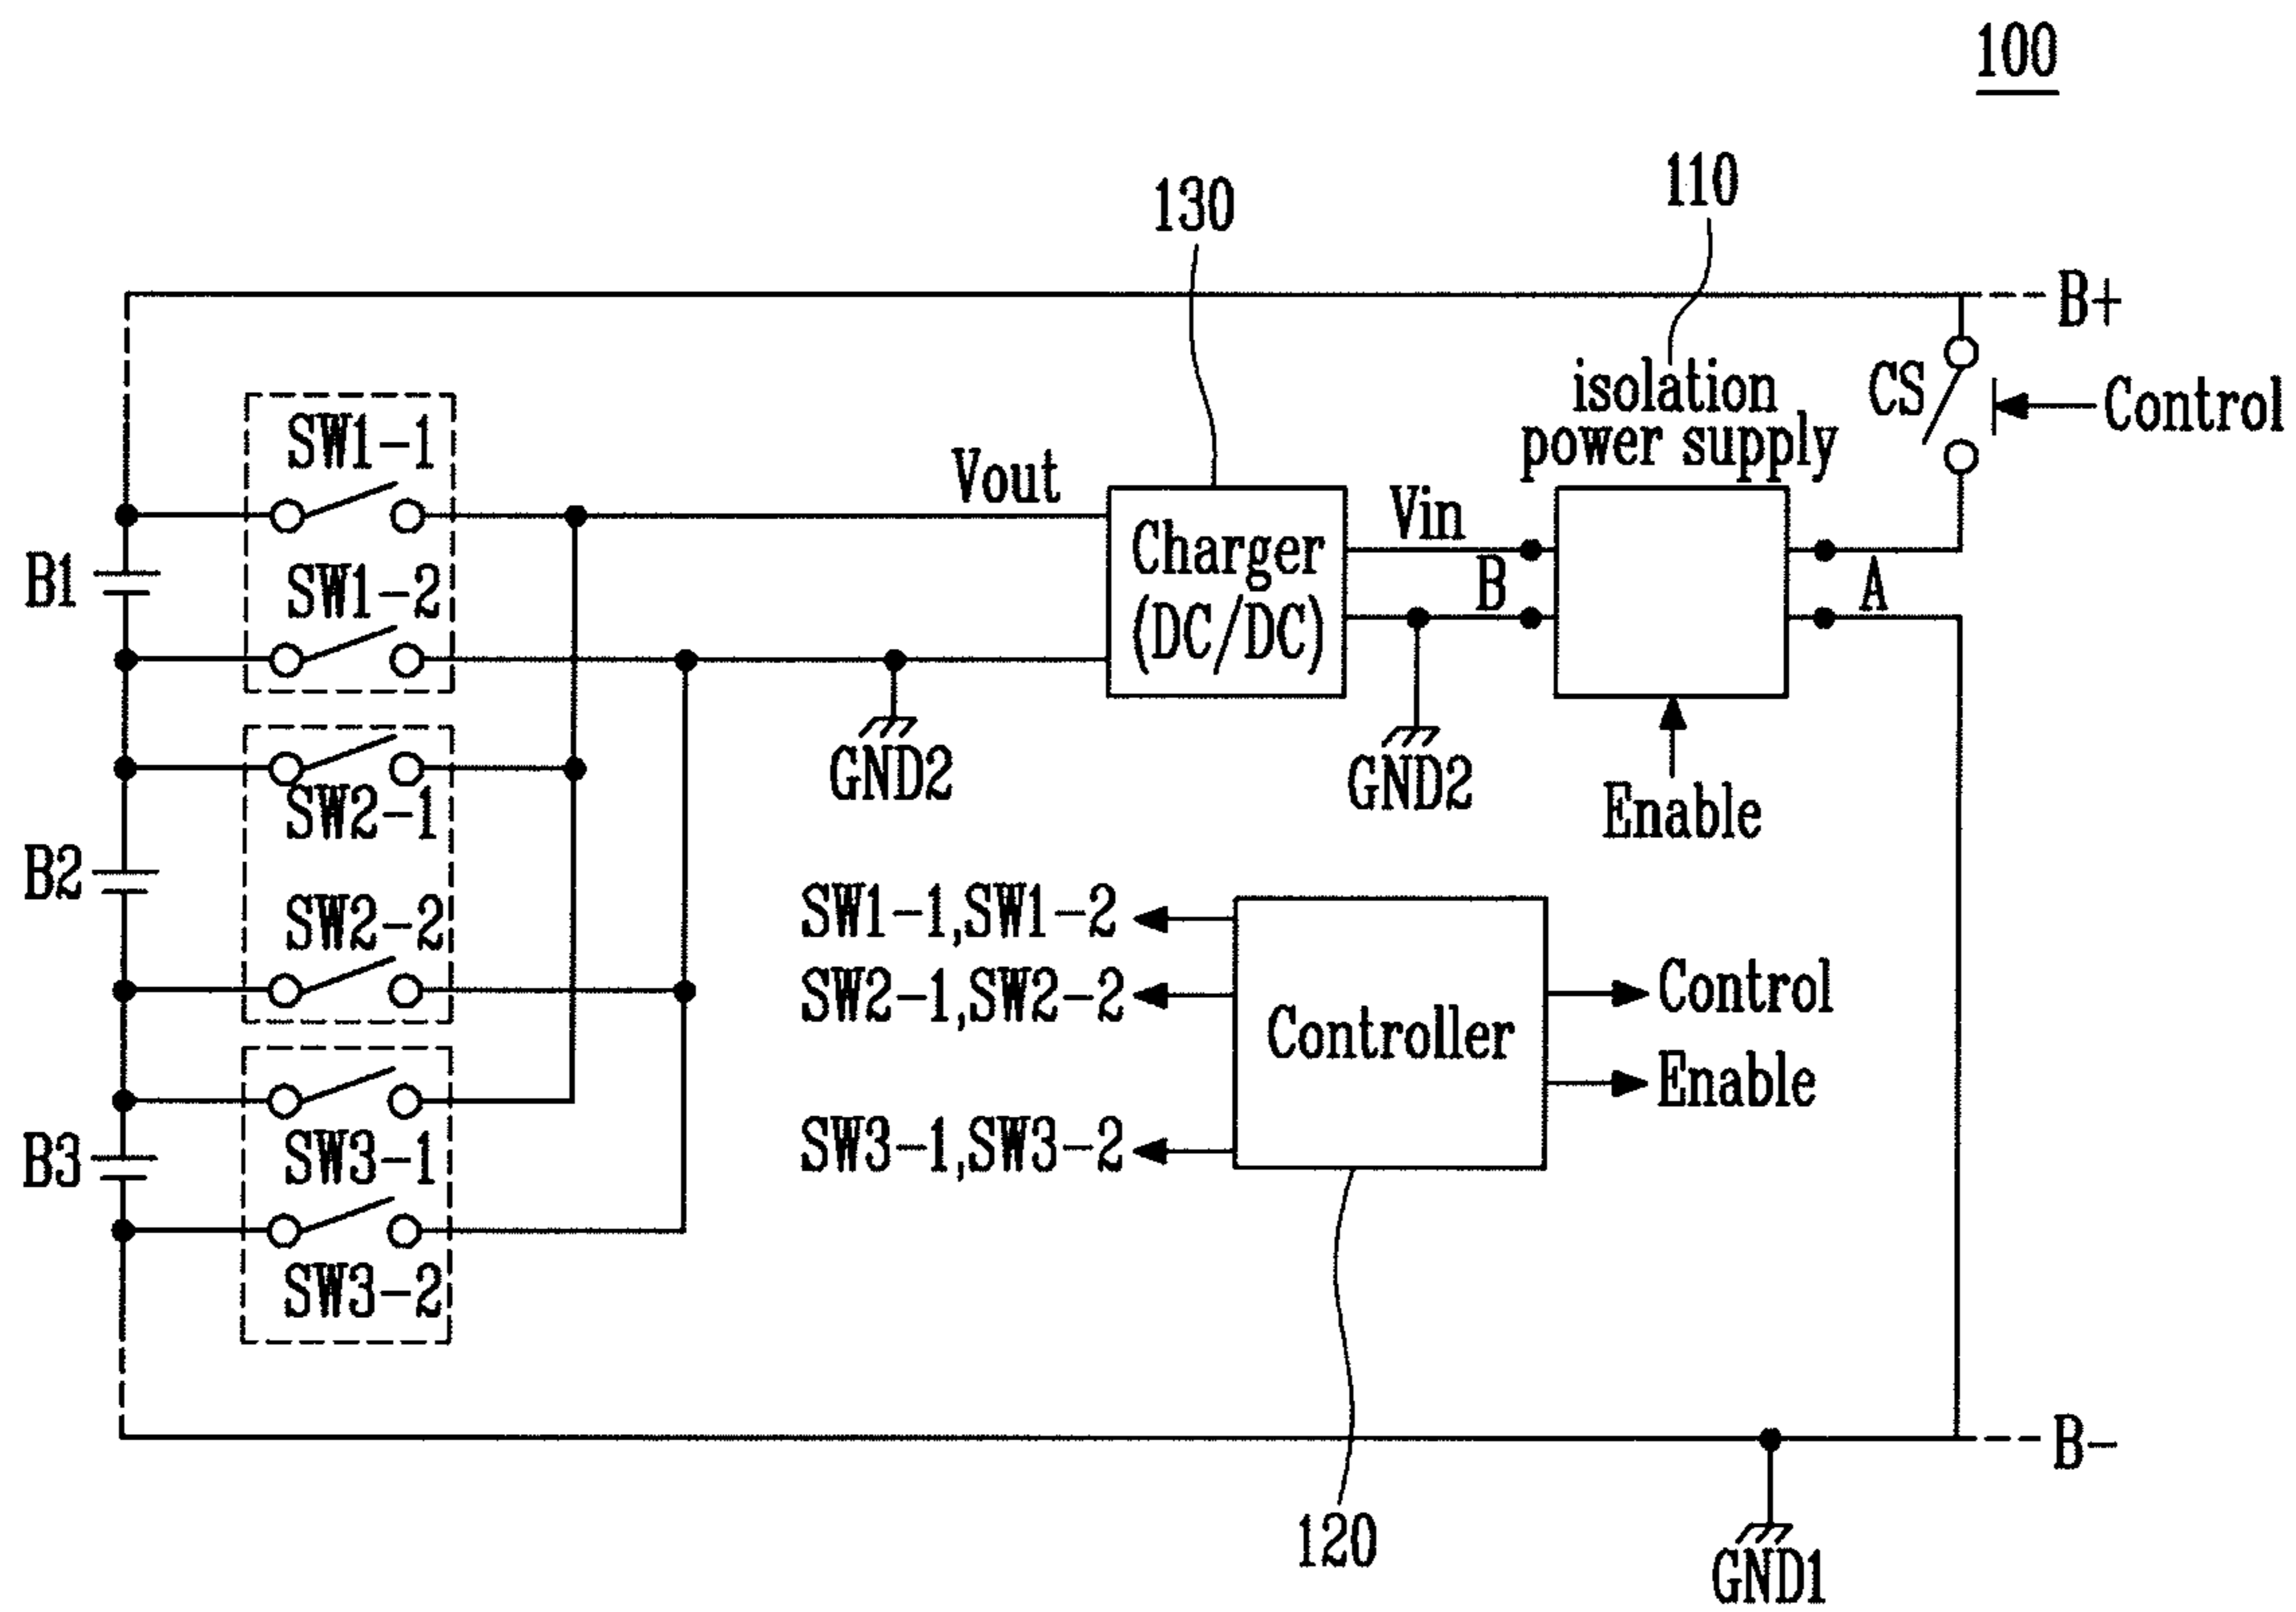 100
110
130
B+
isolation
power supply
CS
Control
SW1-1
Vout
Vin
Charger
(DC/DC)
B
A
B1
SW1-2
GND2
GND2
Enable
SW2-1
B2
SW2-2
SW1-1,SW1-2
SW2-1,SW2-2
SW3-1,SW3-2
Controller
Control
Enable
B3
SW3-1
SW3-2
B-
120
GND1